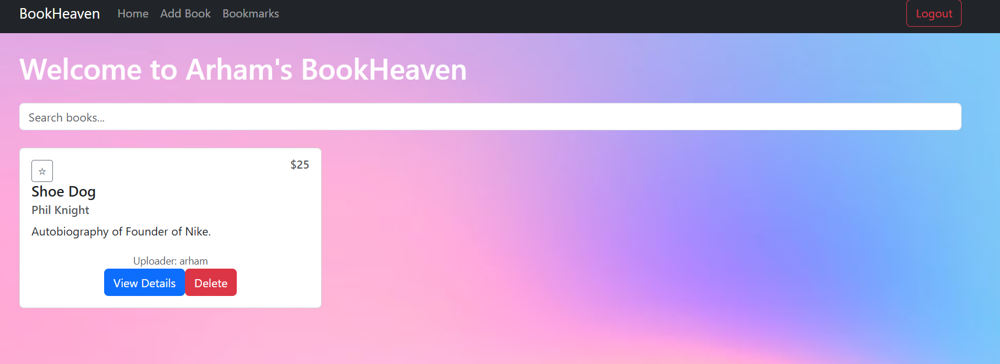 BookHeaven Home Add Book Bookmarks Logout
Welcome to Arham's BookHeaven
Search books...
☆ $25
Shoe Dog
Phil Knight
Autobiography of Founder of Nike.
Uploader: arham
View Details Delete